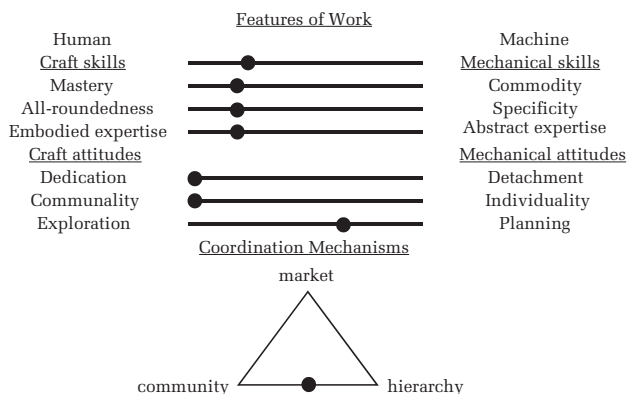 Features of Work
Human Machine
Craft skills Mechanical skills
Mastery Commodity
All-roundedness Specificity
Embodied expertise Abstract expertise
Craft attitudes Mechanical attitudes
Dedication Detachment
Communality Individuality
Exploration Planning
Coordination Mechanisms
market
community hierarchy